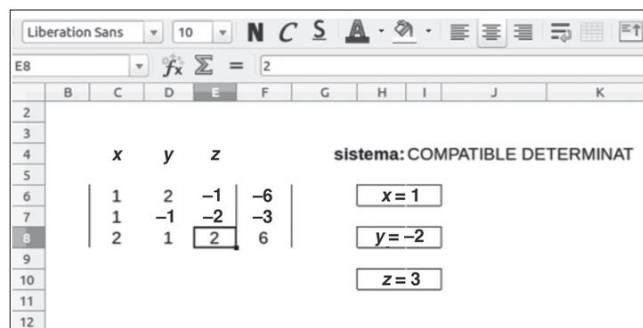 Liberation Sans 10 N C S A
E8 fx Σ = 2
B C D E F G H I J K
2
3
4 x y z sistema: COMPATIBLE DETERMINAT
5
6 1 2 –1 –6 x = 1
7 1 –1 –2 –3
8 2 1 2 6 y = –2
9
10 z = 3
11
12